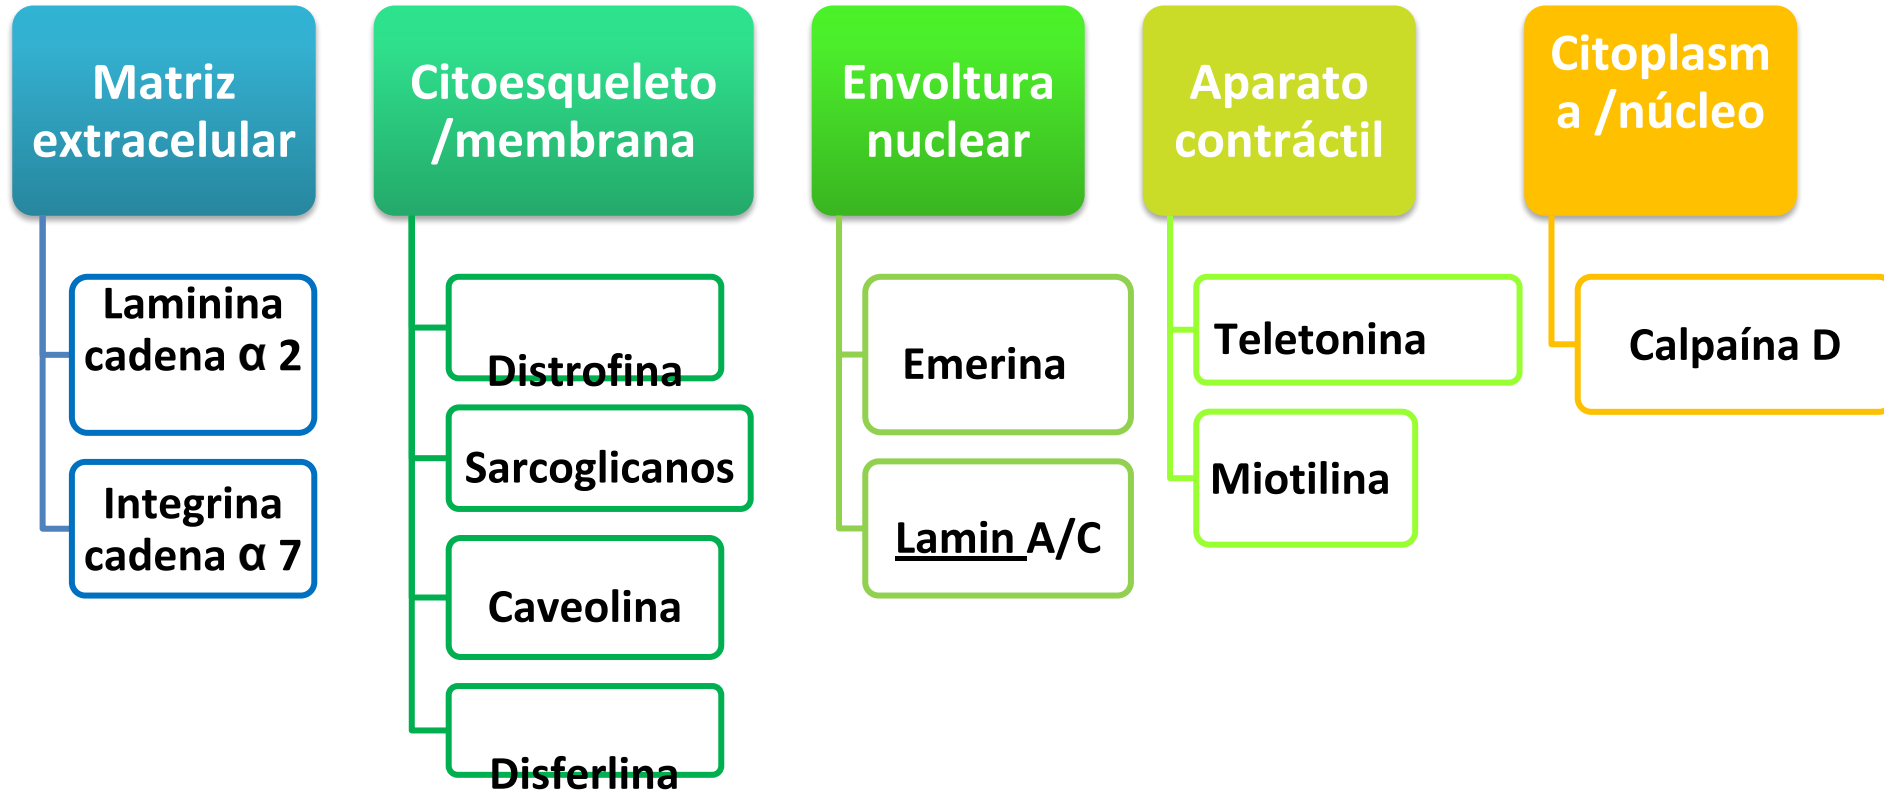 Matriz
extracelular
Laminina
cadena α 2
Integrina
cadena α 7
Citoesqueleto
/membrana
Distrofina
Sarcoglicanos
Caveolina
Disferlina
Envoltura
nuclear
Emerina
Lamin A/C
Aparato
contráctil
Teletonina
Miotilina
Citoplasm
a /núcleo
Calpaína D